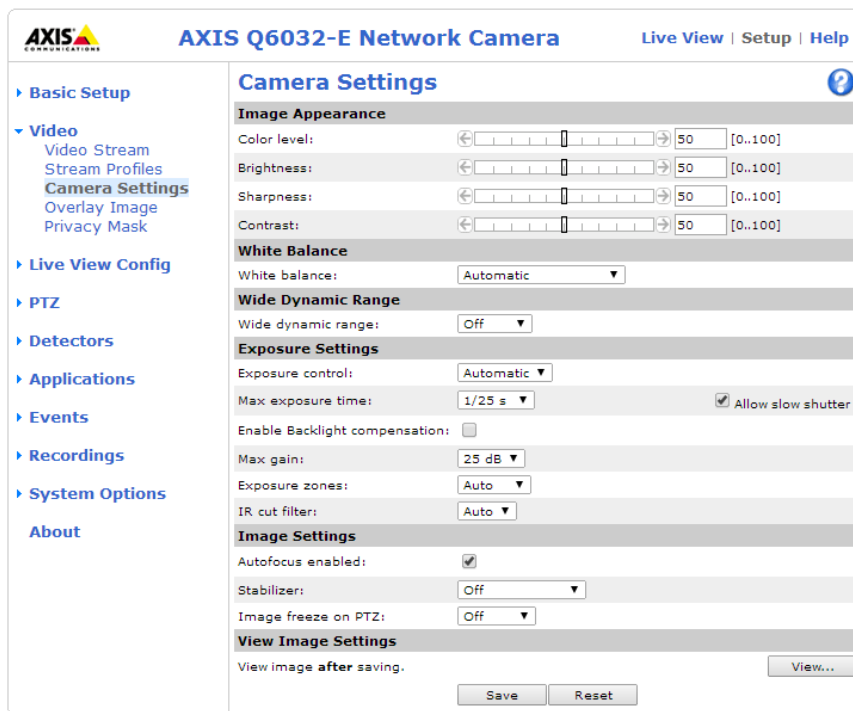 AXIS
COMMUNICATIONS
AXIS Q6032-E Network Camera
Live View | Setup | Help
Basic Setup
Video
Video Stream
Stream Profiles
Camera Settings
Overlay Image
Privacy Mask
Live View Config
PTZ
Detectors
Applications
Events
Recordings
System Options
About
Camera Settings
?
Image Appearance
Color level: 50 [0..100]
Brightness: 50 [0..100]
Sharpness: 50 [0..100]
Contrast: 50 [0..100]
White Balance
White balance: Automatic
Wide Dynamic Range
Wide dynamic range: Off
Exposure Settings
Exposure control: Automatic
Max exposure time: 1/25 s Allow slow shutter
Enable Backlight compensation:
Max gain: 25 dB
Exposure zones: Auto
IR cut filter: Auto
Image Settings
Autofocus enabled:
Stabilizer: Off
Image freeze on PTZ: Off
View Image Settings
View image after saving. View...
Save Reset